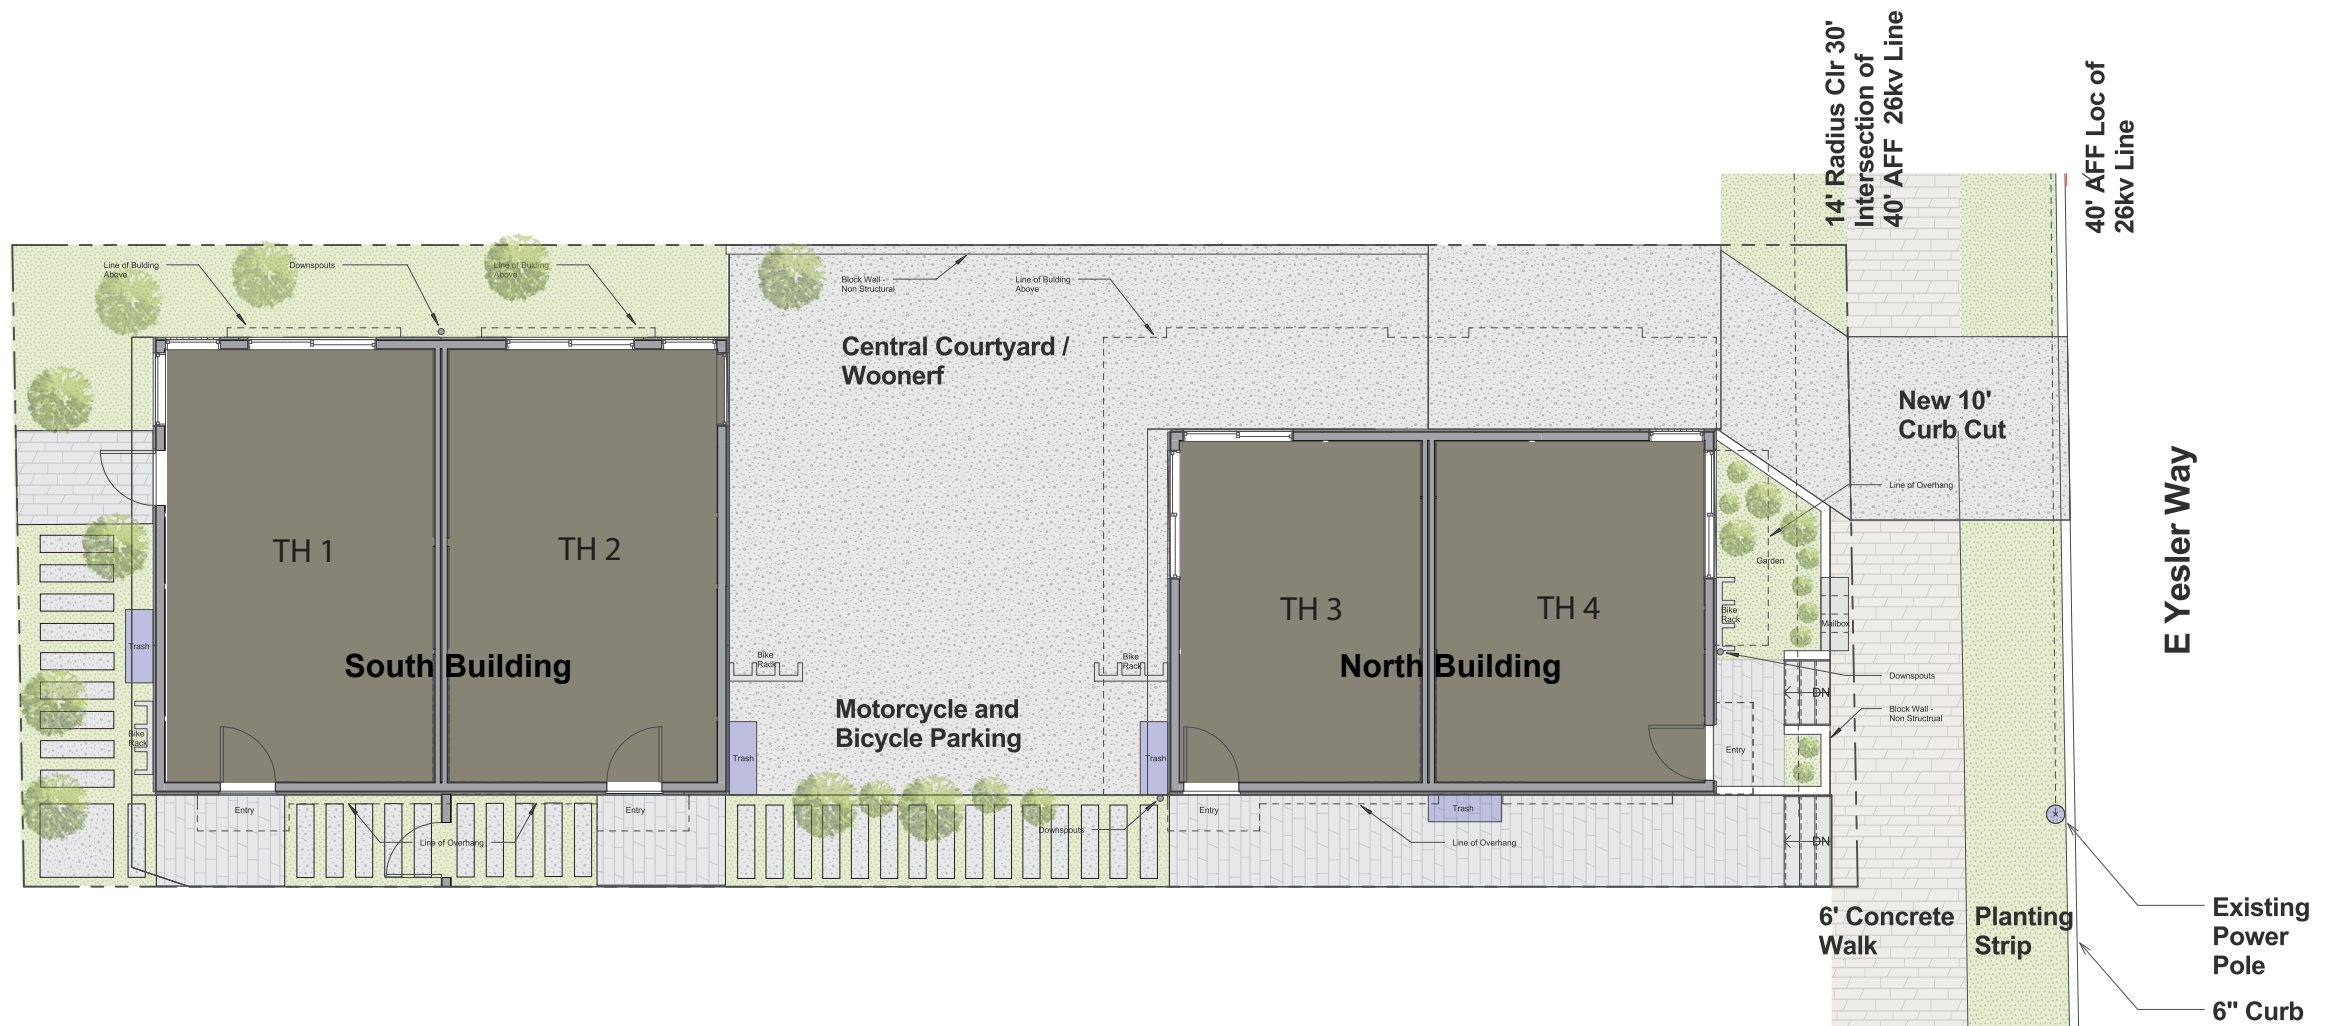 14' Radius Clr 30'
Intersection of
40' AFF 26kv Line
40' AFF Loc of
26kv Line
Line of Bulding
Above
Downspouts
Line of Bulding
Above
Block Wall -
Non Structural
Line of Bulding
Above
Central Courtyard /
Woonerf
New 10'
Curb Cut
Line of Overhang
E Yesler Way
TH 1
TH 2
TH 3
TH 4
Garden
Bike
Rack
Mailbox
Trash
South Building
Bike
Rack
Bike
Rack
North Building
Downspouts
DN
Block Wall -
Non Structrual
Motorcycle and
Bicycle Parking
Bike
Rack
Trash
Trash
Entry
Entry
Entry
Downspouts
Entry
Trash
Line of Overhang
Line of Overhang
DN
6' Concrete
Walk
Planting
Strip
Existing
Power
Pole
6" Curb